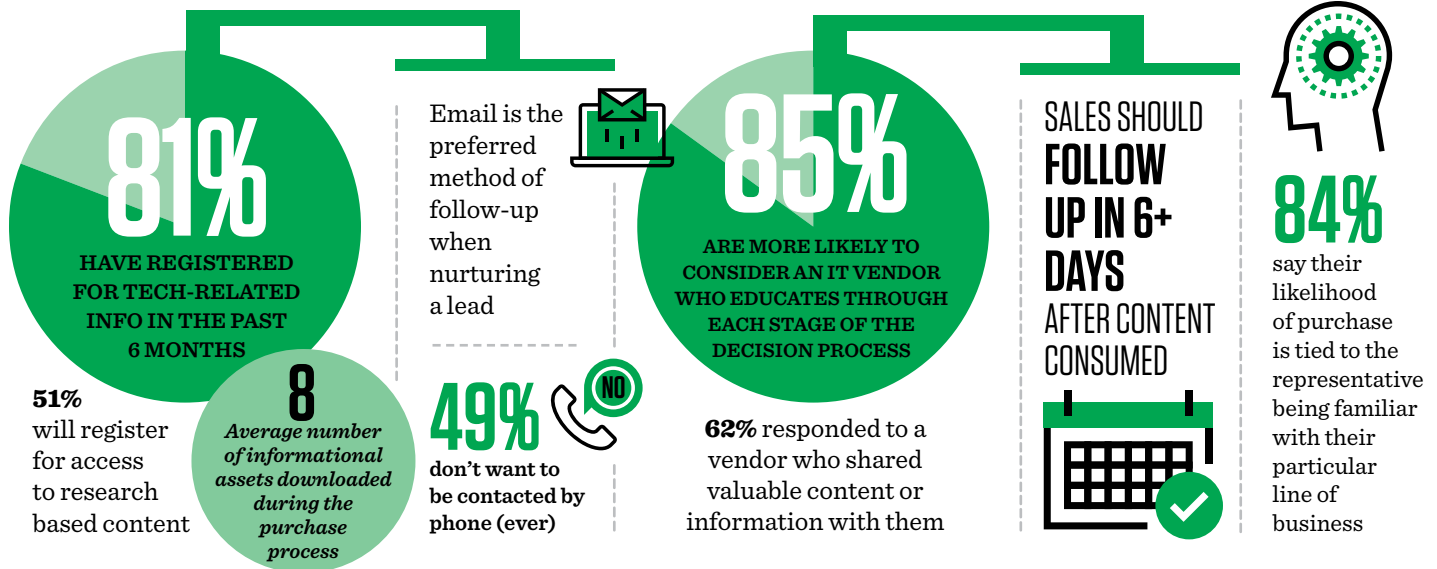 81%
HAVE REGISTERED
FOR TECH-RELATED
INFO IN THE PAST
6 MONTHS
51%
will register
for access
to research
based content
8
Average number
of informational
assets downloaded
during the
purchase
process
Email is the
preferred
method of
follow-up
when
nurturing
a lead
49%
NO
don’t want to
be contacted by
phone (ever)
85%
ARE MORE LIKELY TO
CONSIDER AN IT VENDOR
WHO EDUCATES THROUGH
EACH STAGE OF THE
DECISION PROCESS
62% responded to a
vendor who shared
valuable content or
information with them
SALES SHOULD
FOLLOW
UP IN 6+
DAYS
AFTER CONTENT
CONSUMED
84%
say their
likelihood
of purchase
is tied to the
representative
being familiar
with their
particular
line of
business